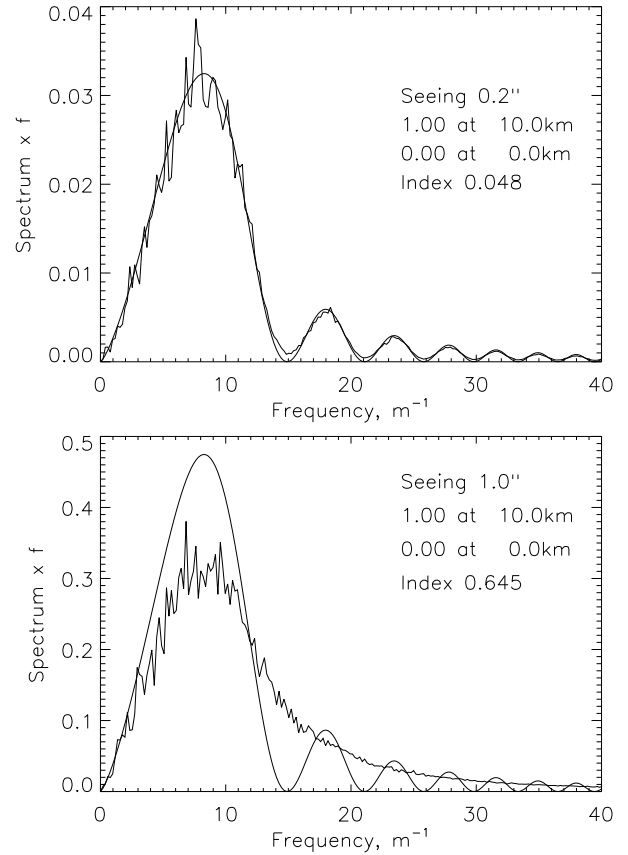 0.04
0.03
0.02
0.01
0.00
Spectrum x f
Seeing 0.2"
1.00 at 10.0km
0.00 at 0.0km
Index 0.048
0 10 20 30 40
Frequency, m⁻¹
0.5
0.4
0.3
0.2
0.1
0.0
Spectrum x f
Seeing 1.0"
1.00 at 10.0km
0.00 at 0.0km
Index 0.645
0 10 20 30 40
Frequency, m⁻¹